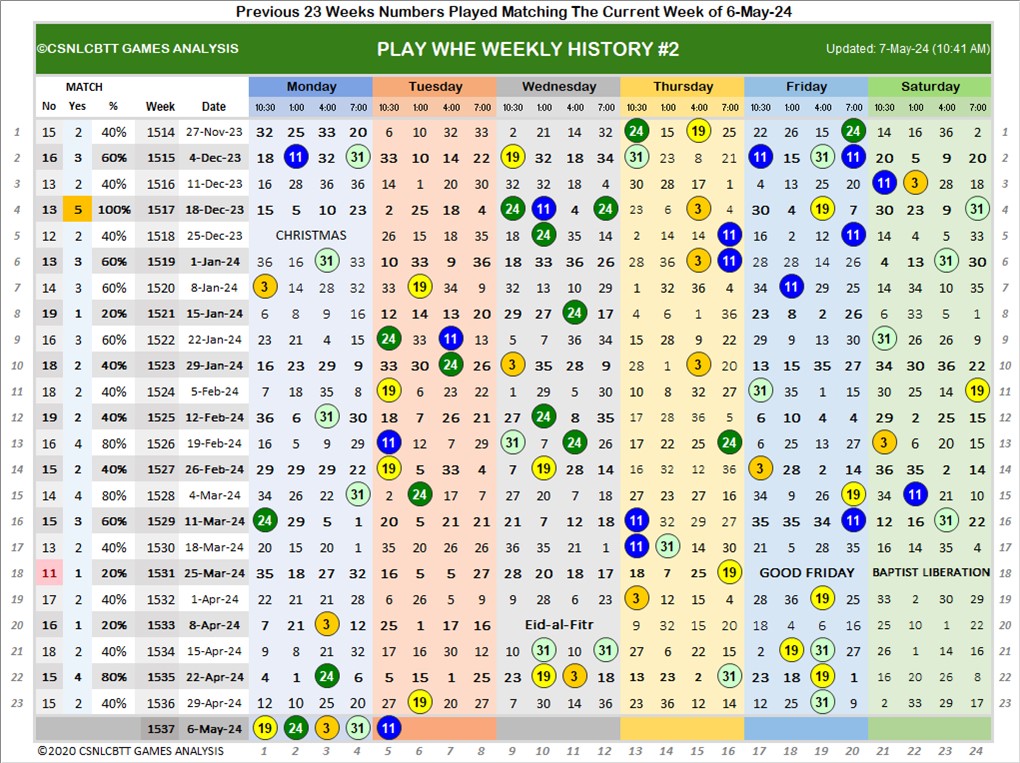 Previous 23 Weeks Numbers Played Matching The Current Week of 6-May-24
©CSNLCBTT GAMES ANALYSIS PLAY WHE WEEKLY HISTORY #2 Updated: 7-May-24 (10:41 AM)
MATCH Monday Tuesday Wednesday Thursday Friday Saturday
No Yes % Week Date 10:30 1:00 4:00 7:00 10:30 1:00 4:00 7:00 10:30 1:00 4:00 7:00 10:30 1:00 4:00 7:00 10:30 1:00 4:00 7:00 10:30 1:00 4:00 7:00
1 15 2 40% 1514 27-Nov-23 32 25 33 20 6 10 32 33 2 21 14 32 24 15 19 25 22 26 15 24 14 16 36 2 1
2 16 3 60% 1515 4-Dec-23 18 11 32 31 33 10 14 22 19 32 18 34 31 23 8 21 11 15 31 11 20 5 9 20 2
3 13 2 40% 1516 11-Dec-23 16 28 36 36 14 1 20 30 32 32 18 4 30 28 17 1 4 13 25 20 11 3 28 18 3
4 13 5 100% 1517 18-Dec-23 15 5 10 23 2 25 18 4 24 11 4 24 23 6 3 4 30 4 19 7 30 23 9 31 4
5 12 2 40% 1518 25-Dec-23 CHRISTMAS 26 15 18 35 18 24 35 14 2 14 14 11 16 2 12 11 14 4 5 33 5
6 13 3 60% 1519 1-Jan-24 36 16 31 33 10 33 9 36 18 33 36 26 28 36 3 11 28 28 14 26 4 13 31 30 6
7 14 3 60% 1520 8-Jan-24 3 14 28 32 33 19 34 9 32 13 10 29 1 32 36 4 34 11 29 25 14 34 10 35 7
8 19 1 20% 1521 15-Jan-24 6 8 9 16 12 14 13 20 29 27 24 17 4 6 1 36 23 8 2 26 6 33 5 1 8
9 16 3 60% 1522 22-Jan-24 23 21 4 15 24 33 11 13 5 7 36 34 15 28 9 22 29 9 13 30 31 26 26 9 9
10 18 2 40% 1523 29-Jan-24 16 23 29 9 33 30 24 26 3 35 28 9 28 1 3 20 13 15 35 27 34 30 36 22 10
11 18 2 40% 1524 5-Feb-24 7 18 35 8 19 6 23 22 1 29 5 30 10 8 32 27 31 35 1 15 30 25 14 19 11
12 19 2 40% 1525 12-Feb-24 36 6 31 30 18 7 26 21 27 24 8 35 17 28 36 5 6 10 4 4 29 2 25 15 12
13 16 4 80% 1526 19-Feb-24 16 5 9 29 11 12 7 29 31 7 24 26 17 22 25 24 6 25 13 27 3 6 20 15 13
14 15 2 40% 1527 26-Feb-24 29 29 29 22 19 5 33 4 7 19 28 14 16 32 12 36 3 28 2 14 36 35 2 14 14
15 14 4 80% 1528 4-Mar-24 34 26 22 31 2 24 17 7 27 20 7 18 27 23 27 16 34 9 26 19 34 11 21 10 15
16 15 3 60% 1529 11-Mar-24 24 29 5 1 20 5 21 21 21 7 12 18 11 32 29 27 35 35 34 11 12 16 31 22 16
17 13 2 40% 1530 18-Mar-24 20 15 20 1 35 20 26 26 36 35 21 1 11 31 14 30 21 5 28 35 16 14 35 4 17
18 11 1 20% 1531 25-Mar-24 35 18 27 32 16 5 5 27 28 20 18 17 18 7 25 19 GOOD FRIDAY BAPTIST LIBERATION 18
19 17 2 40% 1532 1-Apr-24 22 21 21 28 6 26 5 9 9 28 6 23 3 12 15 4 28 36 19 25 33 2 30 29 19
20 16 1 20% 1533 8-Apr-24 7 21 3 12 25 1 17 16 Eid-al-Fitr 9 32 15 20 18 4 6 16 25 10 1 22 20
21 18 2 40% 1534 15-Apr-24 9 8 21 32 17 16 30 12 10 31 10 31 27 6 22 15 2 19 31 27 26 1 14 16 21
22 15 4 80% 1535 22-Apr-24 4 1 24 6 5 15 1 25 23 19 3 18 13 23 2 31 23 18 19 1 16 20 26 8 22
23 15 2 40% 1536 29-Apr-24 12 10 25 20 27 19 20 27 7 30 14 36 23 36 12 14 12 25 31 9 2 33 29 17 23
1537 6-May-24 19 24 3 31 11
©2020 CSNLCBTT GAMES ANALYSIS 1 2 3 4 5 6 7 8 9 10 11 12 13 14 15 16 17 18 19 20 21 22 23 24